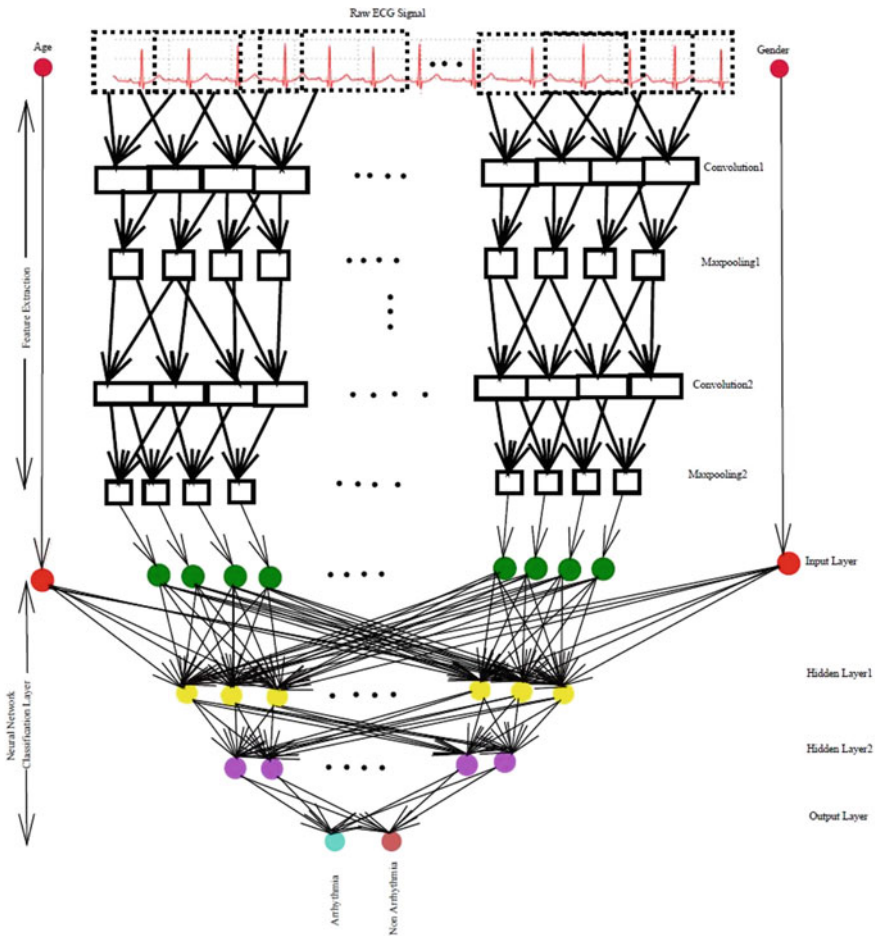 Raw ECG Signal
Age
Gender
Convolution1
Maxpooling1
Feature Extraction
Convolution2
Maxpooling2
Input Layer
Hidden Layer1
Neural Network
Classification Layer
Hidden Layer2
Output Layer
Arrhythmia
Non Arrhythmia